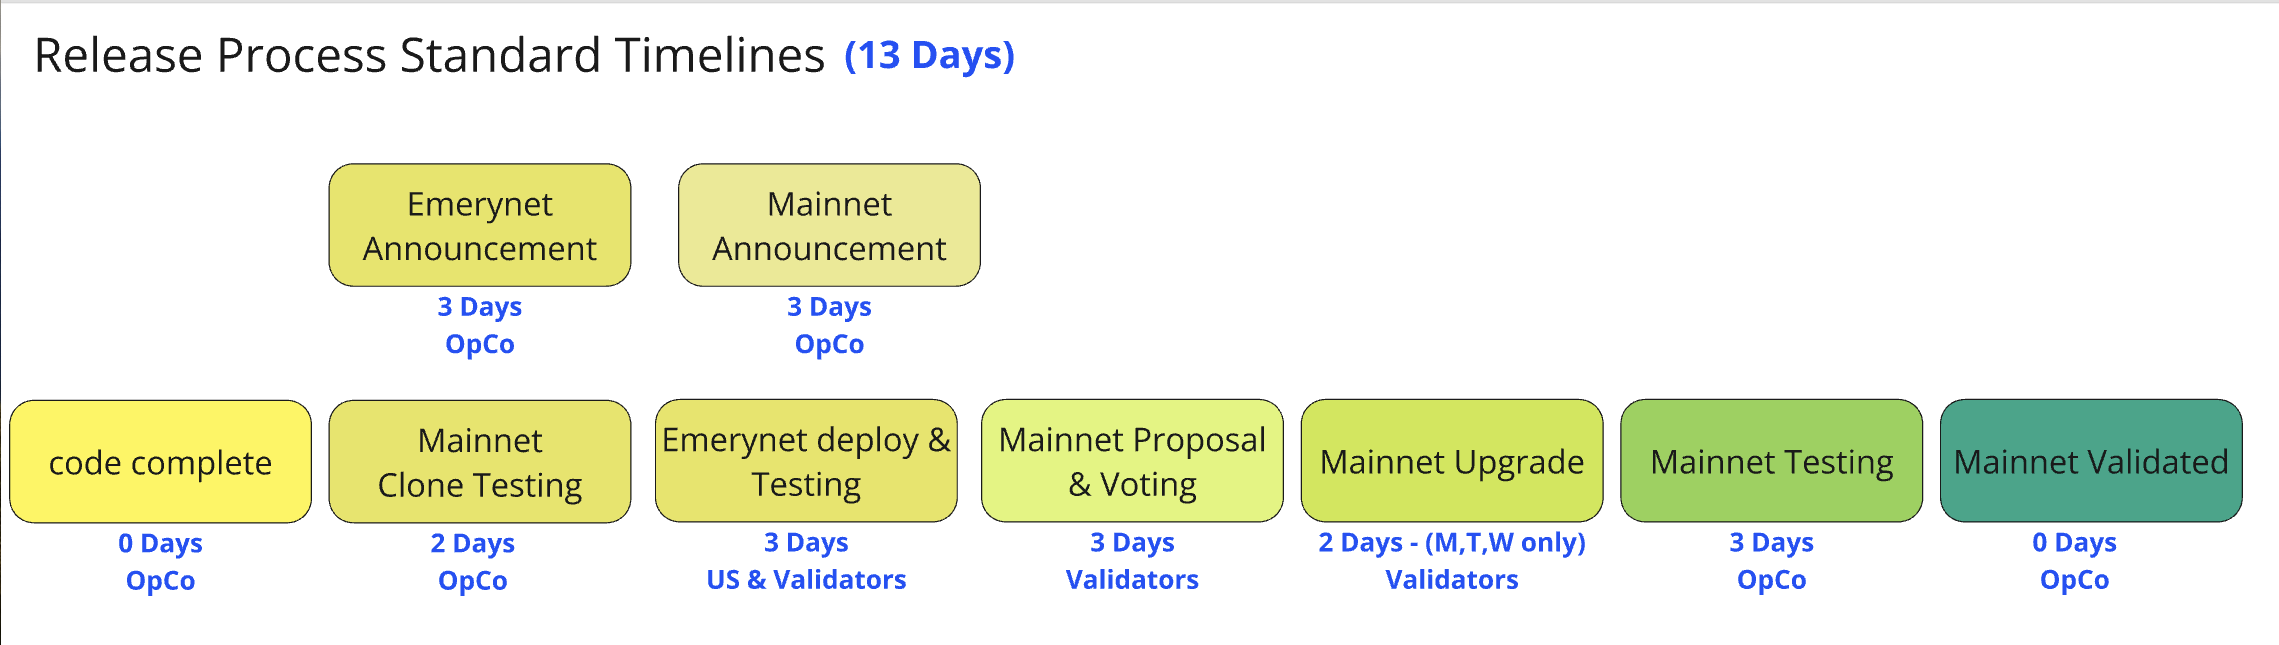 Release Process Standard Timelines (13 Days)
Emerynet
Announcement
3 Days
OpCo
Mainnet
Announcement
3 Days
OpCo
code complete
0 Days
OpCo
Mainnet
Clone Testing
2 Days
OpCo
Emerynet deploy &
Testing
3 Days
US & Validators
Mainnet Proposal
& Voting
3 Days
Validators
Mainnet Upgrade
2 Days - (M,T,W only)
Validators
Mainnet Testing
3 Days
OpCo
Mainnet Validated
0 Days
OpCo